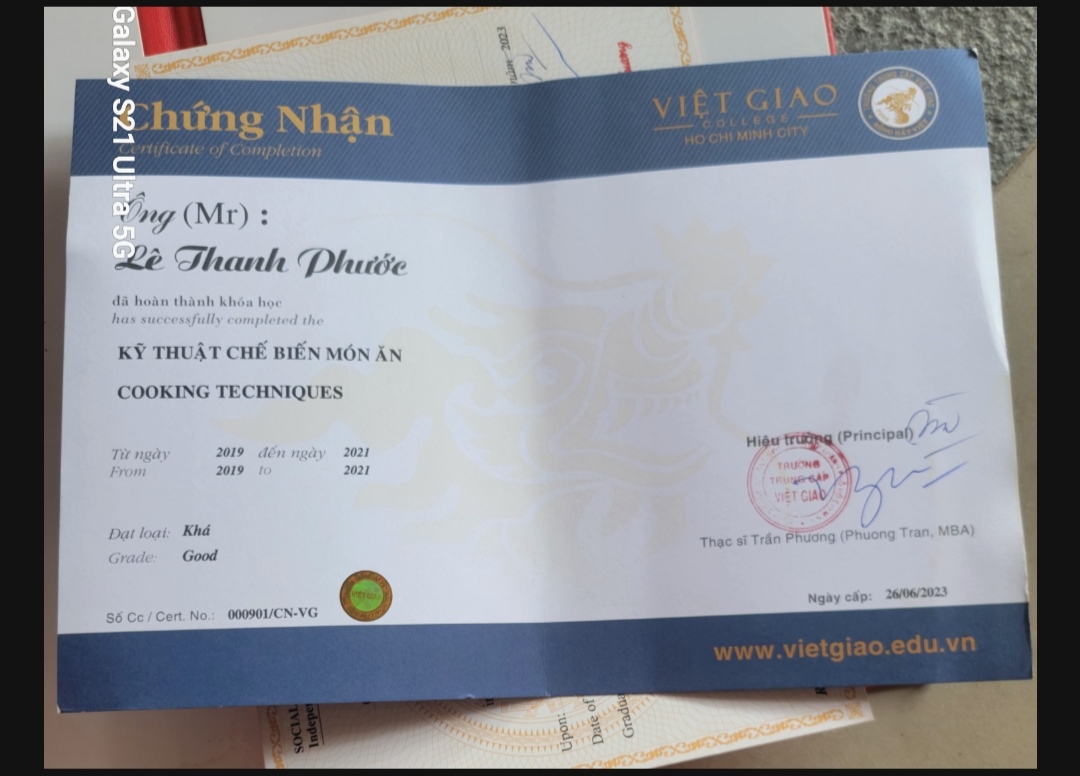 Galaxy S21 Ultra 5G
năm 2023
Chứng Nhận
Certificate of Completion
VIỆT GIAO
COLLEGE
HO CHI MINH CITY
Ông (Mr) :
Lê Thanh Phước
đã hoàn thành khóa học
has successfully completed the
KỸ THUẬT CHẾ BIẾN MÓN ĂN
COOKING TECHNIQUES
Từ ngày 2019 đến ngày 2021
From 2019 to 2021
Đạt loại: Khá
Grade: Good
Số Cc / Cert. No.: 000901/CN-VG
Hiệu trưởng (Principal)
TRƯỜNG
TRUNG CẤP
VIỆT GIAO
Thạc sĩ Trần Phương (Phuong Tran, MBA)
Ngày cấp: 26/06/2023
www.vietgiao.edu.vn
SOCIAL
Indepen
Upon:
Date of
Gradua